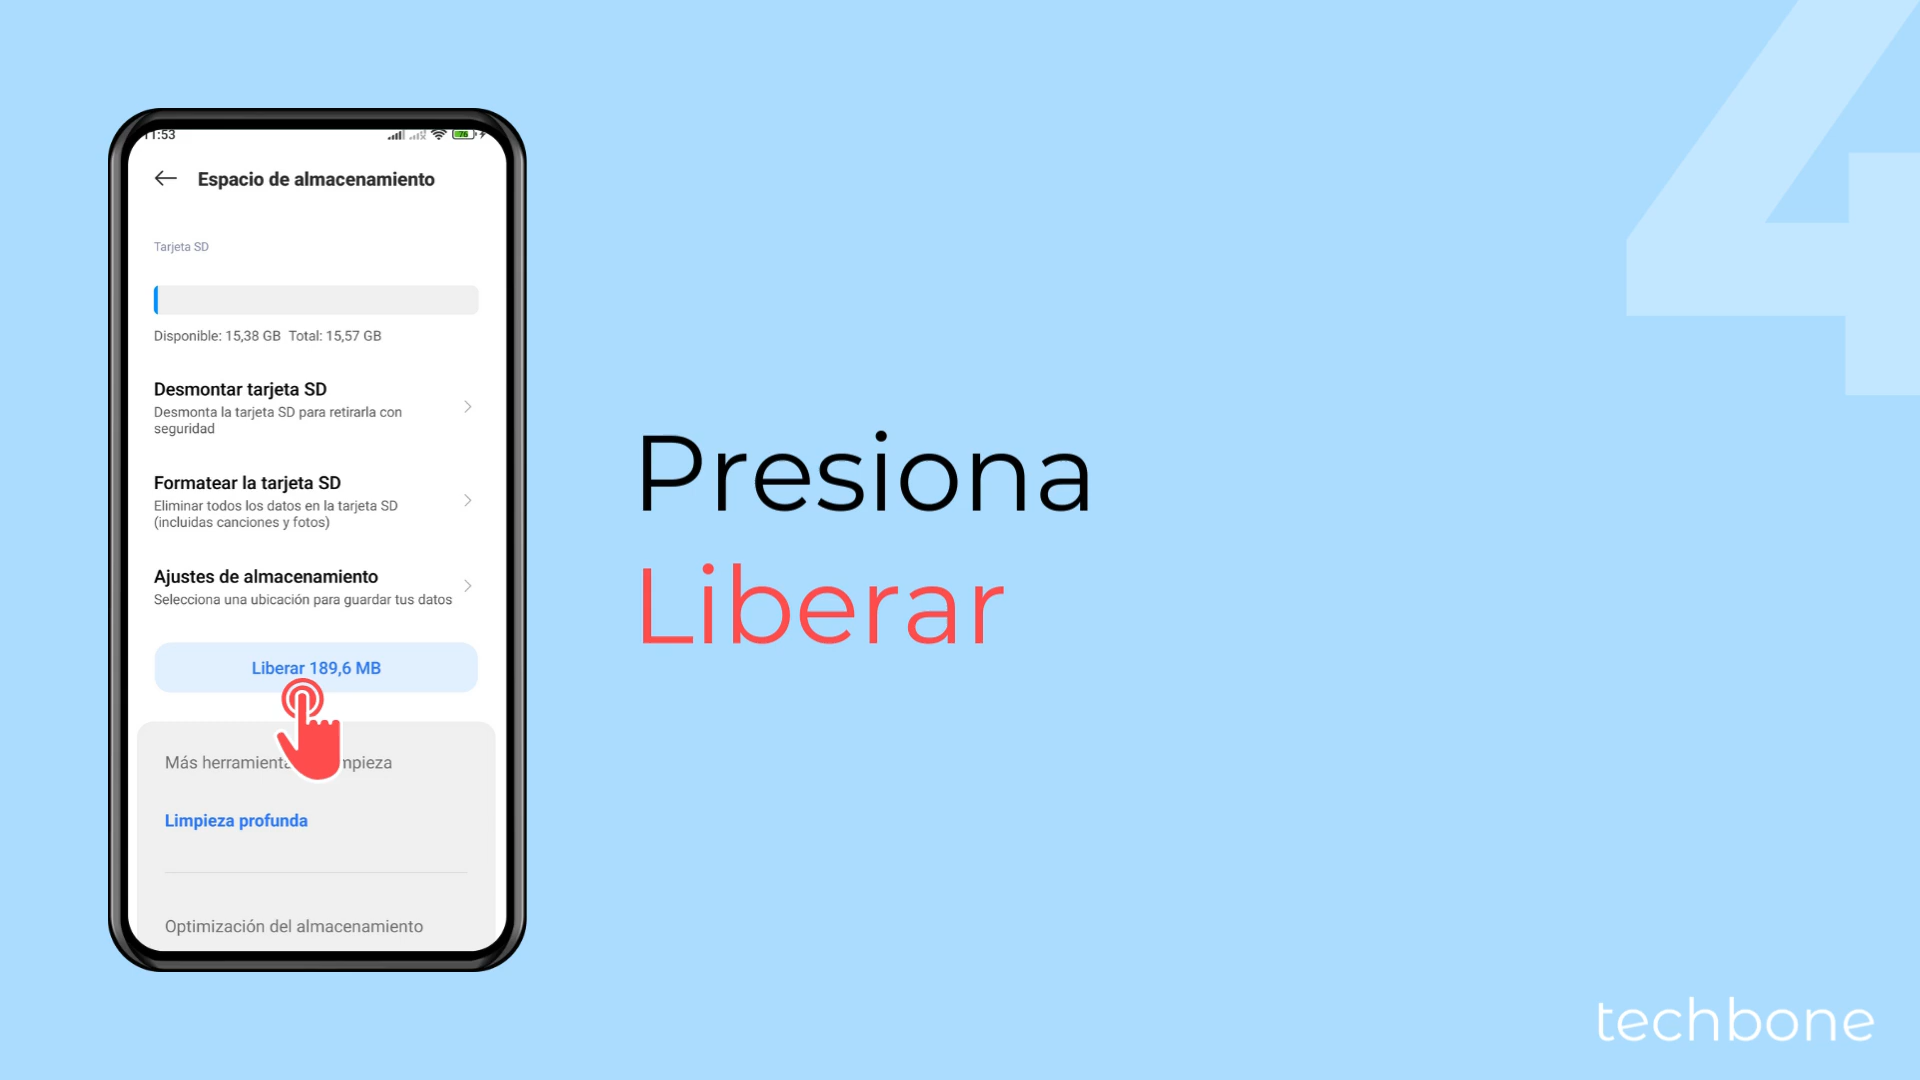 4
11:53
76
Espacio de almacenamiento
Tarjeta SD
Disponible: 15,38 GB Total: 15,57 GB
Desmontar tarjeta SD
Desmonta la tarjeta SD para retirarla con
seguridad
Formatear la tarjeta SD
Eliminar todos los datos en la tarjeta SD
(incluidas canciones y fotos)
Ajustes de almacenamiento
Selecciona una ubicación para guardar tus datos
Liberar 189,6 MB
Más
Limpieza profunda
Optimización del almacenamiento
Presiona
Liberar
techbone